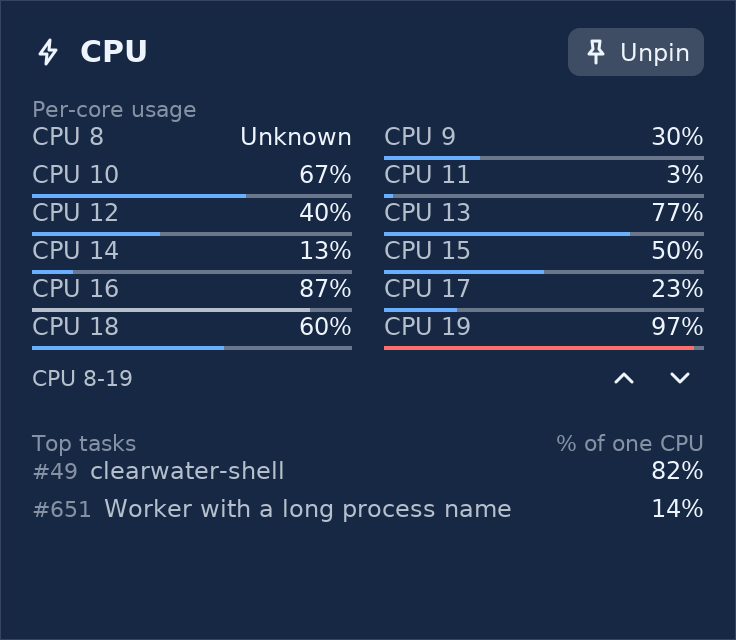 CPU
Unpin
Per-core usage
CPU 8 Unknown CPU 9 30%
CPU 10 67% CPU 11 3%
CPU 12 40% CPU 13 77%
CPU 14 13% CPU 15 50%
CPU 16 87% CPU 17 23%
CPU 18 60% CPU 19 97%
CPU 8-19
Top tasks % of one CPU
#49 clearwater-shell 82%
#651 Worker with a long process name 14%